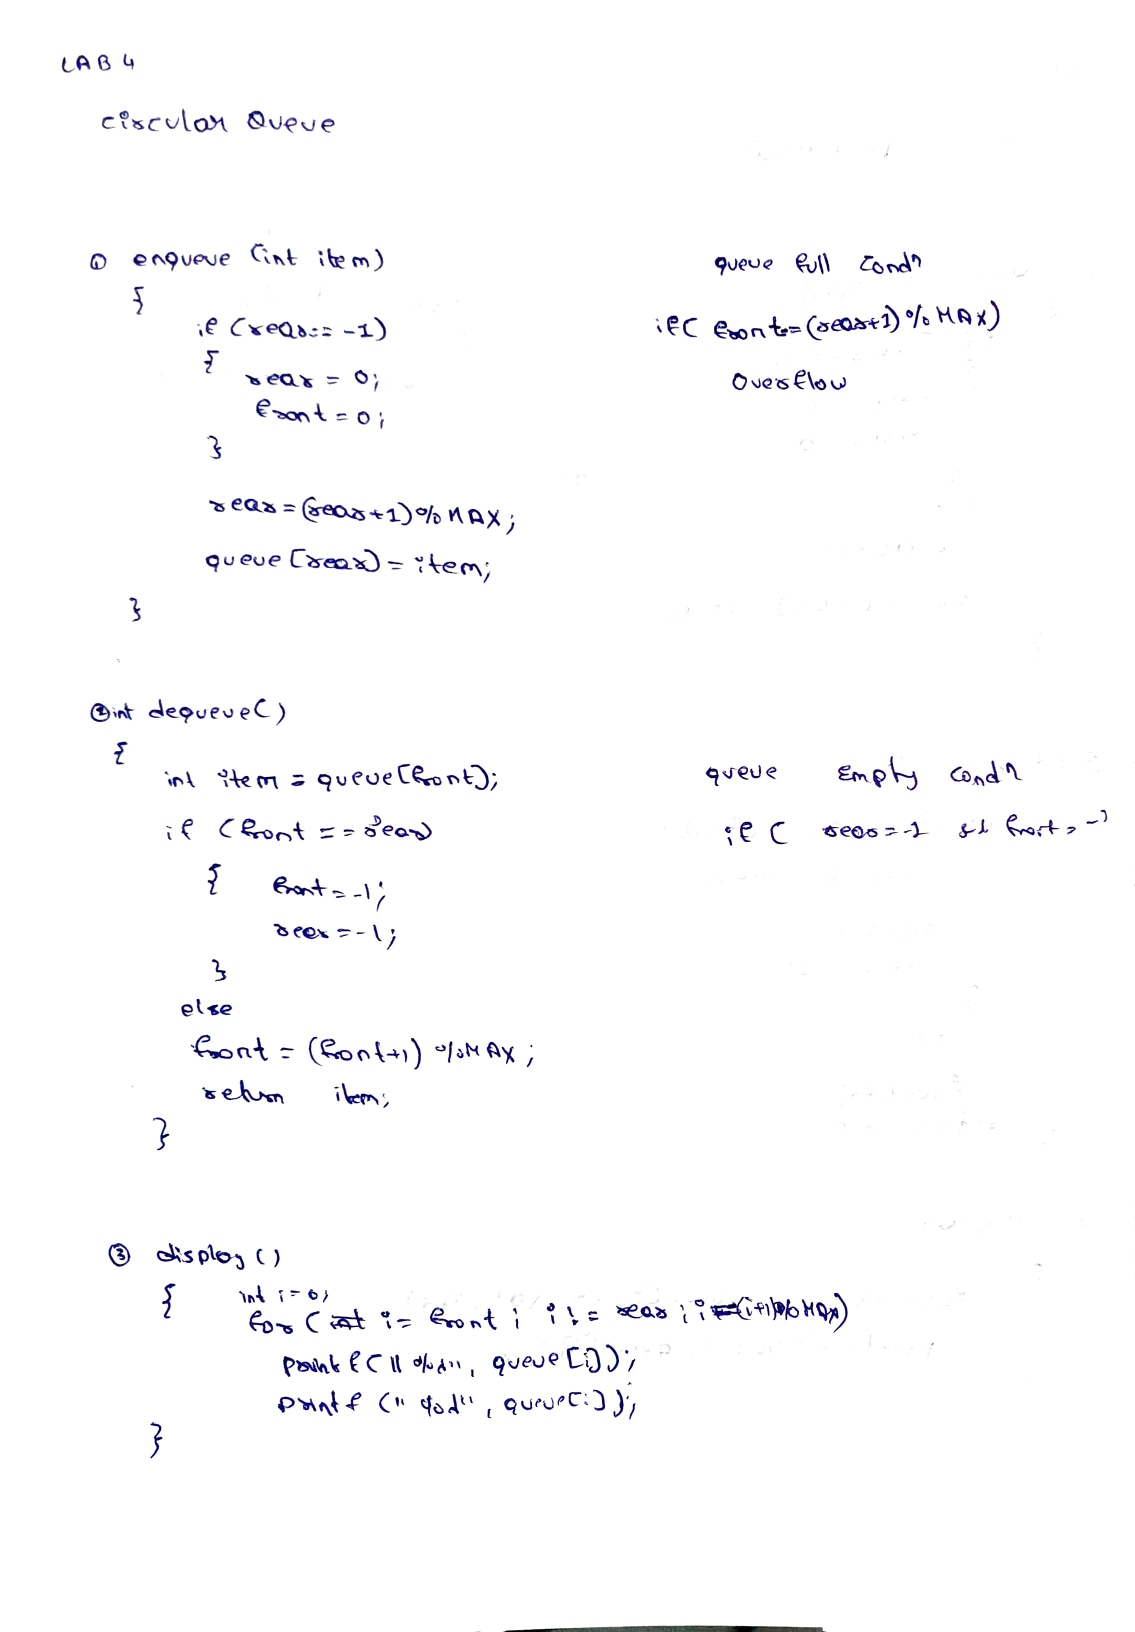 LAB 4
circular Queue
① enqueue (int item)
{
if (rear == -1)
{
rear = 0;
front = 0;
}
rear = (rear+1) % MAX;
queue [rear] = item;
}
queue full condn
if ( front == (rear+1) % MAX)
Overflow
② int dequeue()
{
int item = queue [front];
if (front == rear)
{ front = -1;
rear = -1;
}
else
front = (front+1) % MAX;
return item;
}
queue Empty condn
if ( rear = -1 && front = -1
③ display ()
{ int i = 0;
for (int i = front ; i != rear ; i = (i+1) % MAX)
printf ("%d", queue [i]);
printf ("%d", queue[i]);
}